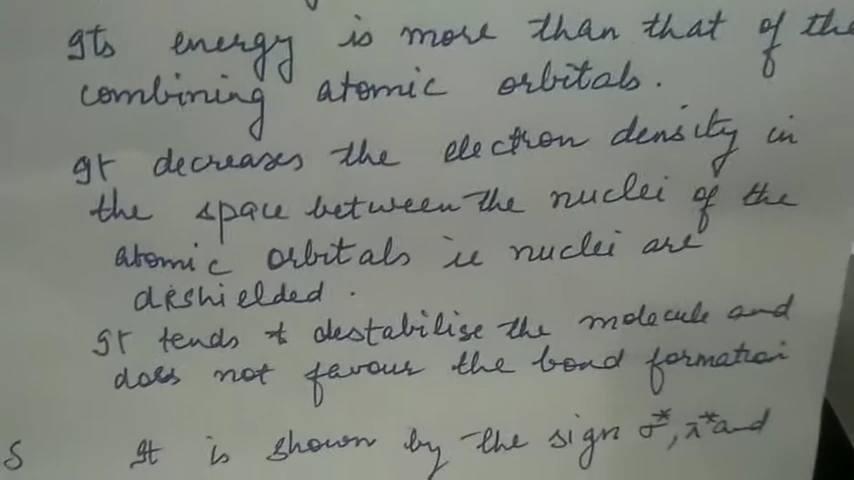 Its energy is more than that of the
combining atomic orbitals.
It decreases the electron density in
the space between the nuclei of the
atomic orbitals ie nuclei are
dishielded.
It tends to destabilise the molecule and
does not favour the bond formation
S It is shown by the sign σ*, π* and